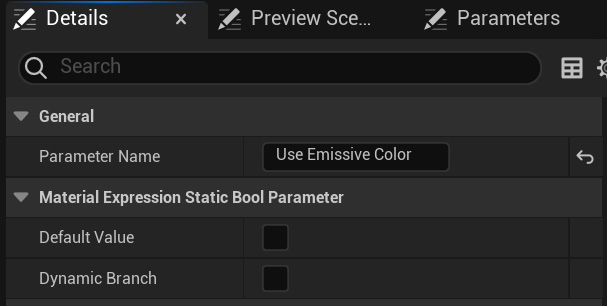 Details Preview Sce... Parameters
Search
General
Parameter Name Use Emissive Color
Material Expression Static Bool Parameter
Default Value
Dynamic Branch